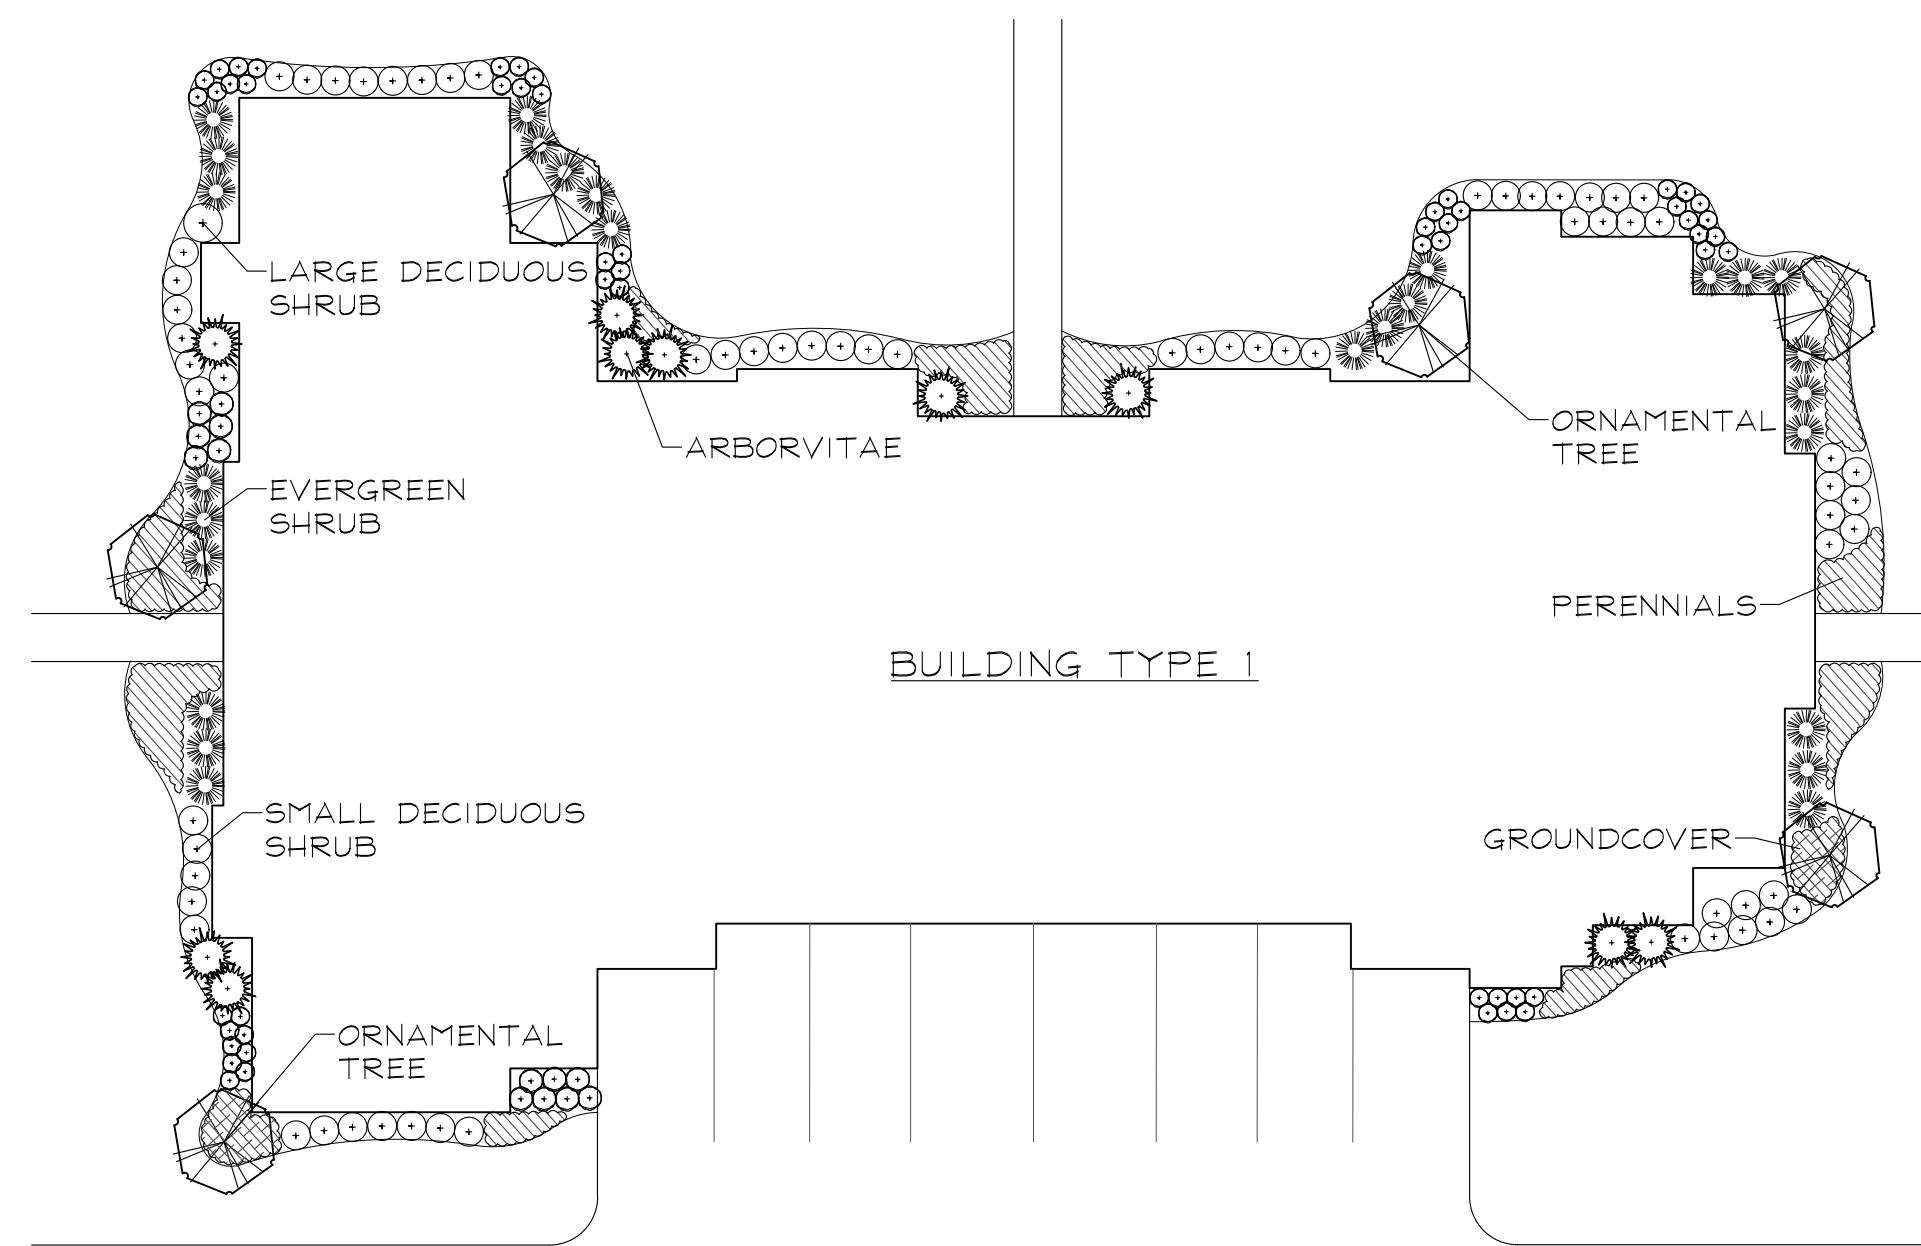 LARGE DECIDUOUS
SHRUB
ARBORVITAE
ORNAMENTAL
TREE
EVERGREEN
SHRUB
PERENNIALS
BUILDING TYPE 1
SMALL DECIDUOUS
SHRUB
GROUNDCOVER
ORNAMENTAL
TREE